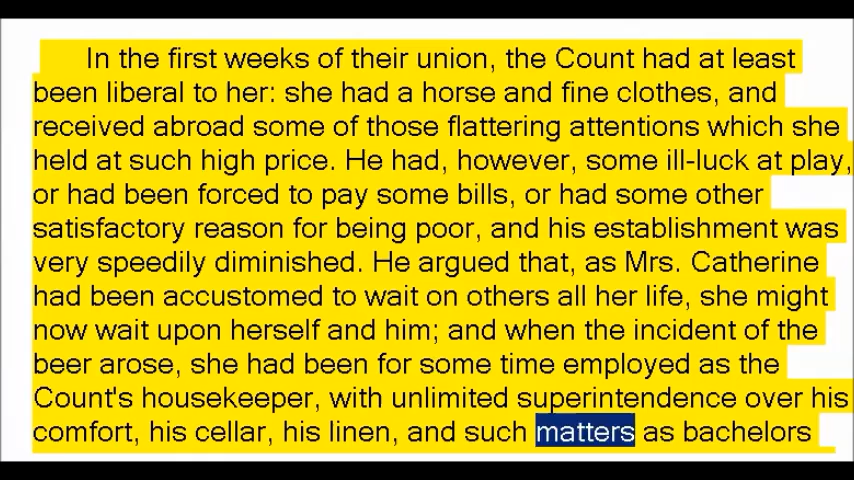 In the first weeks of their union, the Count had at least
been liberal to her: she had a horse and fine clothes, and
received abroad some of those flattering attentions which she
held at such high price. He had, however, some ill-luck at play,
or had been forced to pay some bills, or had some other
satisfactory reason for being poor, and his establishment was
very speedily diminished. He argued that, as Mrs. Catherine
had been accustomed to wait on others all her life, she might
now wait upon herself and him; and when the incident of the
beer arose, she had been for some time employed as the
Count's housekeeper, with unlimited superintendence over his
comfort, his cellar, his linen, and such matters as bachelors